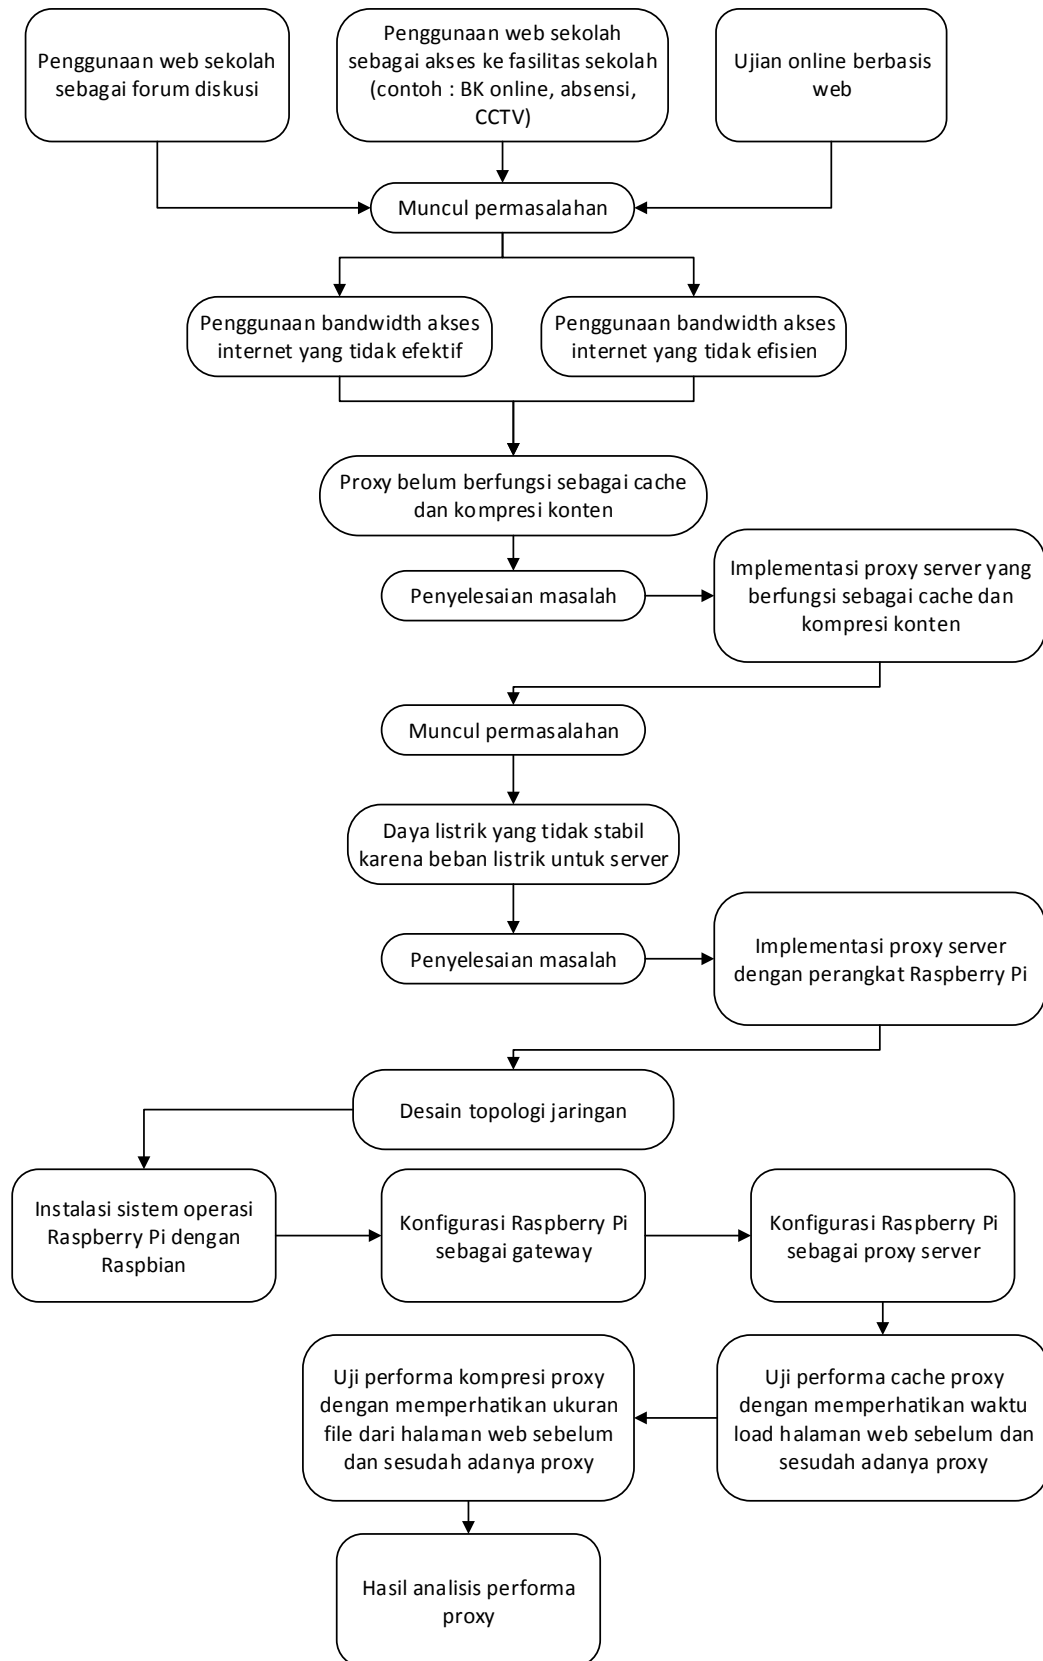 Penggunaan web sekolah
sebagai forum diskusi
Penggunaan web sekolah
sebagai akses ke fasilitas sekolah
(contoh : BK online, absensi,
CCTV)
Ujian online berbasis
web
Muncul permasalahan
Penggunaan bandwidth akses
internet yang tidak efektif
Penggunaan bandwidth akses
internet yang tidak efisien
Proxy belum berfungsi sebagai cache
dan kompresi konten
Penyelesaian masalah
Implementasi proxy server yang
berfungsi sebagai cache dan
kompresi konten
Muncul permasalahan
Daya listrik yang tidak stabil
karena beban listrik untuk server
Penyelesaian masalah
Implementasi proxy server
dengan perangkat Raspberry Pi
Desain topologi jaringan
Instalasi sistem operasi
Raspberry Pi dengan
Raspbian
Konfigurasi Raspberry Pi
sebagai gateway
Konfigurasi Raspberry Pi
sebagai proxy server
Uji performa cache proxy
dengan memperhatikan waktu
load halaman web sebelum dan
sesudah adanya proxy
Uji performa kompresi proxy
dengan memperhatikan ukuran
file dari halaman web sebelum
dan sesudah adanya proxy
Hasil analisis performa
proxy